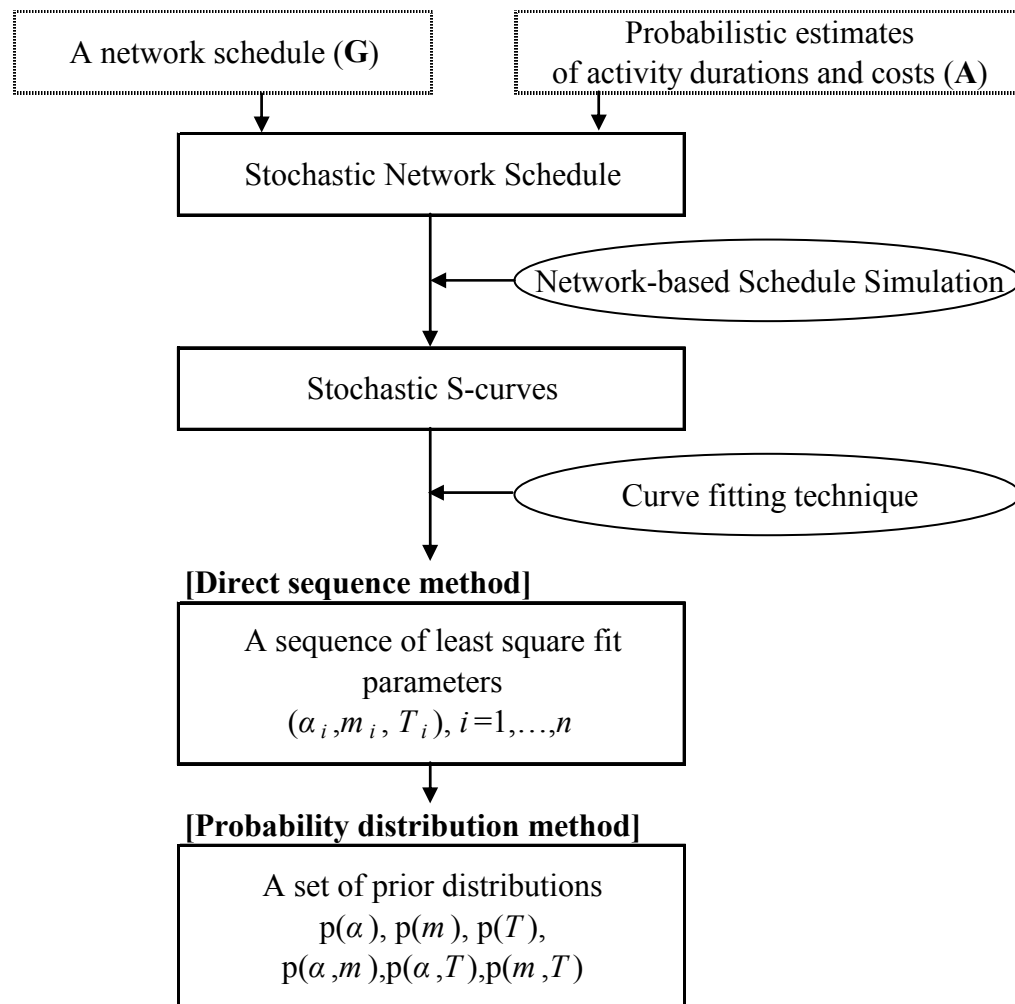 A network schedule (G)
Probabilistic estimates
of activity durations and costs (A)
Stochastic Network Schedule
Network-based Schedule Simulation
Stochastic S-curves
Curve fitting technique
[Direct sequence method]
A sequence of least square fit
parameters
(α i ,m i , T i ), i=1,…,n
[Probability distribution method]
A set of prior distributions
p(α), p(m), p(T),
p(α,m),p(α,T),p(m,T)